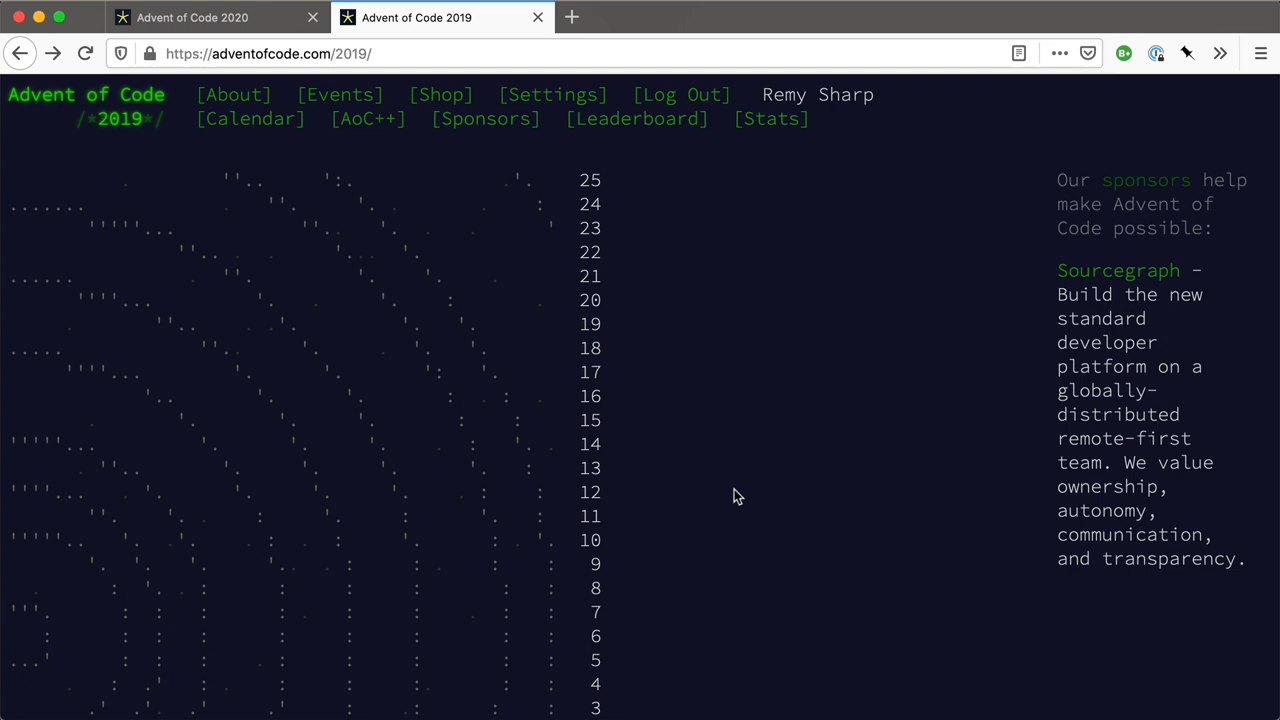 Advent of Code 2020
Advent of Code 2019
https://adventofcode.com/2019/
Advent of Code [About] [Events] [Shop] [Settings] [Log Out] Remy Sharp
/*2019*/ [Calendar] [AoC++] [Sponsors] [Leaderboard] [Stats]
25
24
23
22
21
20
19
18
17
16
15
14
13
12
11
10
9
8
7
6
5
4
3
Our sponsors help
make Advent of
Code possible:
Sourcegraph -
Build the new
standard
developer
platform on a
globally-
distributed
remote-first
team. We value
ownership,
autonomy,
communication,
and transparency.